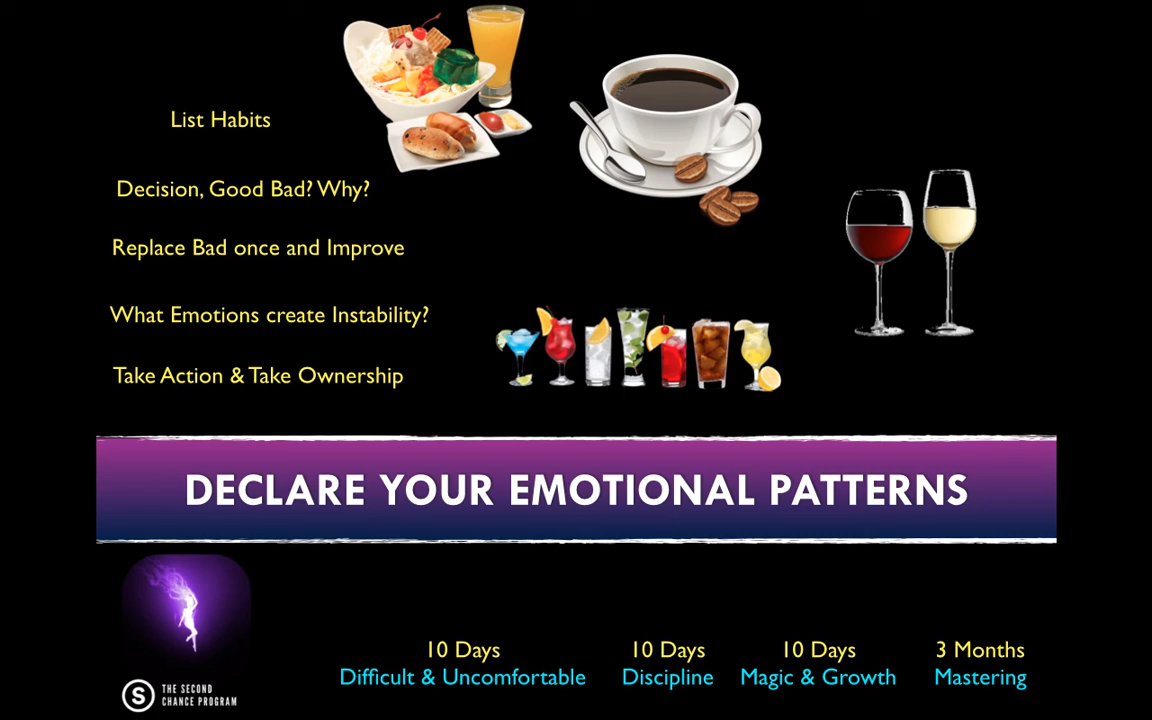 List Habits
Decision, Good Bad? Why?
Replace Bad once and Improve
What Emotions create Instability?
Take Action & Take Ownership
DECLARE YOUR EMOTIONAL PATTERNS
10 Days
Difficult & Uncomfortable
10 Days
Discipline
10 Days
Magic & Growth
3 Months
Mastering
S
THE SECOND
CHANCE PROGRAM